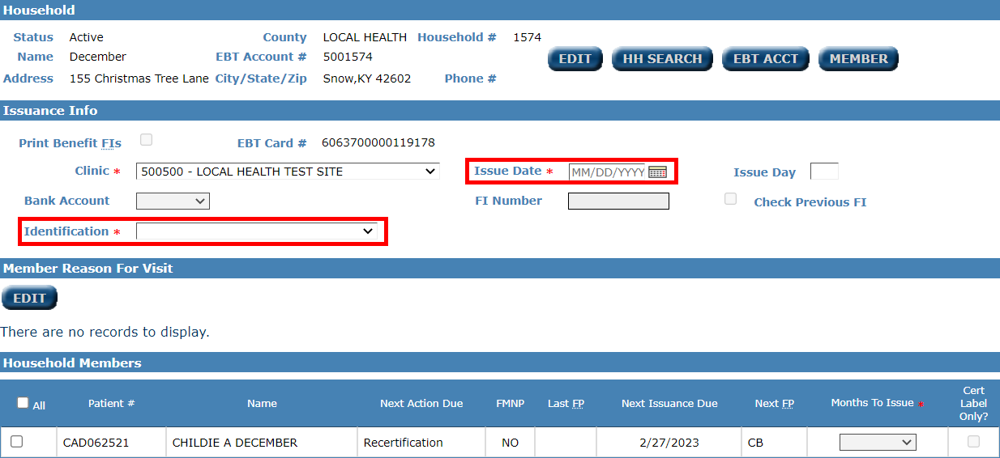 Household
Status Active County LOCAL HEALTH Household # 1574
Name December EBT Account # 5001574 EDIT HH SEARCH EBT ACCT MEMBER
Address 155 Christmas Tree Lane City/State/Zip Snow,KY 42602 Phone #
Issuance Info
Print Benefit FIs EBT Card # 6063700000119178
Clinic * 500500 - LOCAL HEALTH TEST SITE Issue Date * MM/DD/YYYY Issue Day
Bank Account FI Number Check Previous FI
Identification *
Member Reason For Visit
EDIT
There are no records to display.
Household Members
All Patient # Name Next Action Due FMNP Last FP Next Issuance Due Next FP Months To Issue * Cert Label Only?
CAD062521 CHILDIE A DECEMBER Recertification NO 2/27/2023 CB